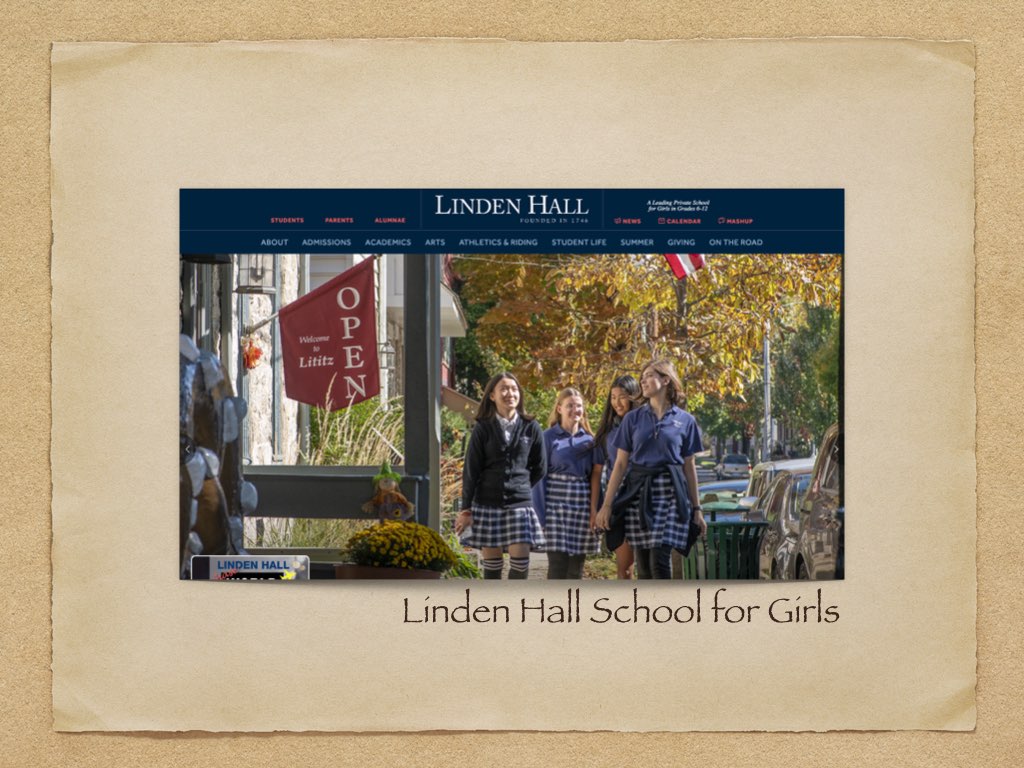 LINDEN HALL
FOUNDED IN 1746
A Leading Private School
for Girls in Grades 6-12
STUDENTS PARENTS ALUMNAE
NEWS CALENDAR MASHUP
ABOUT ADMISSIONS ACADEMICS ARTS ATHLETICS & RIDING STUDENT LIFE SUMMER GIVING ON THE ROAD
OPEN
Welcome
to
Lititz
LINDEN HALL
Linden Hall School for Girls